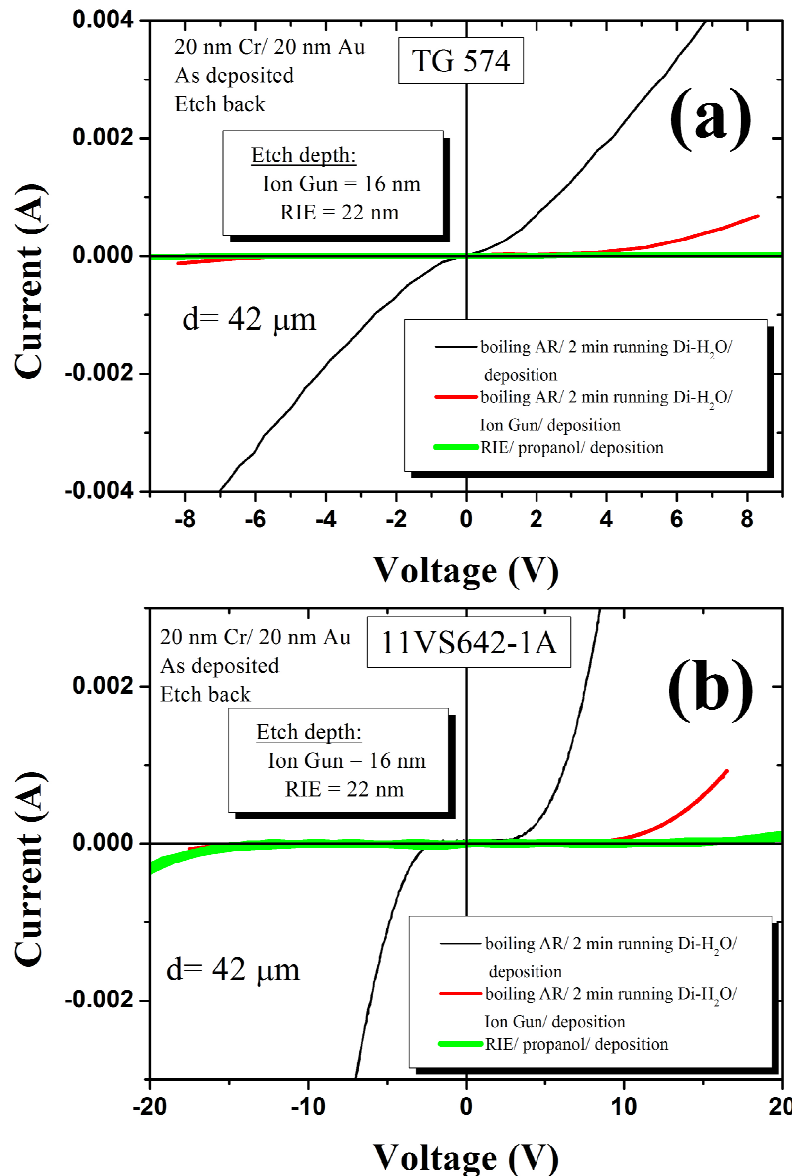 0.004
20 nm Cr/ 20 nm Au
As deposited
Etch back
TG 574
(a)
0.002
Etch depth:
Ion Gun = 16 nm
RIE = 22 nm
Current (A)
0.000
d= 42 μm
-0.002
boiling AR/ 2 min running Di-H₂O/
deposition
boiling AR/ 2 min running Di-H₂O/
Ion Gun/ deposition
RIE/ propanol/ deposition
-0.004
-8 -6 -4 -2 0 2 4 6 8
Voltage (V)
20 nm Cr/ 20 nm Au
As deposited
Etch back
11VS642-1A
(b)
0.002
Etch depth:
Ion Gun = 16 nm
RIE = 22 nm
Current (A)
0.000
d= 42 μm
-0.002
boiling AR/ 2 min running Di-H₂O/
deposition
boiling AR/ 2 min running Di-H₂O/
Ion Gun/ deposition
RIE/ propanol/ deposition
-20 -10 0 10 20
Voltage (V)